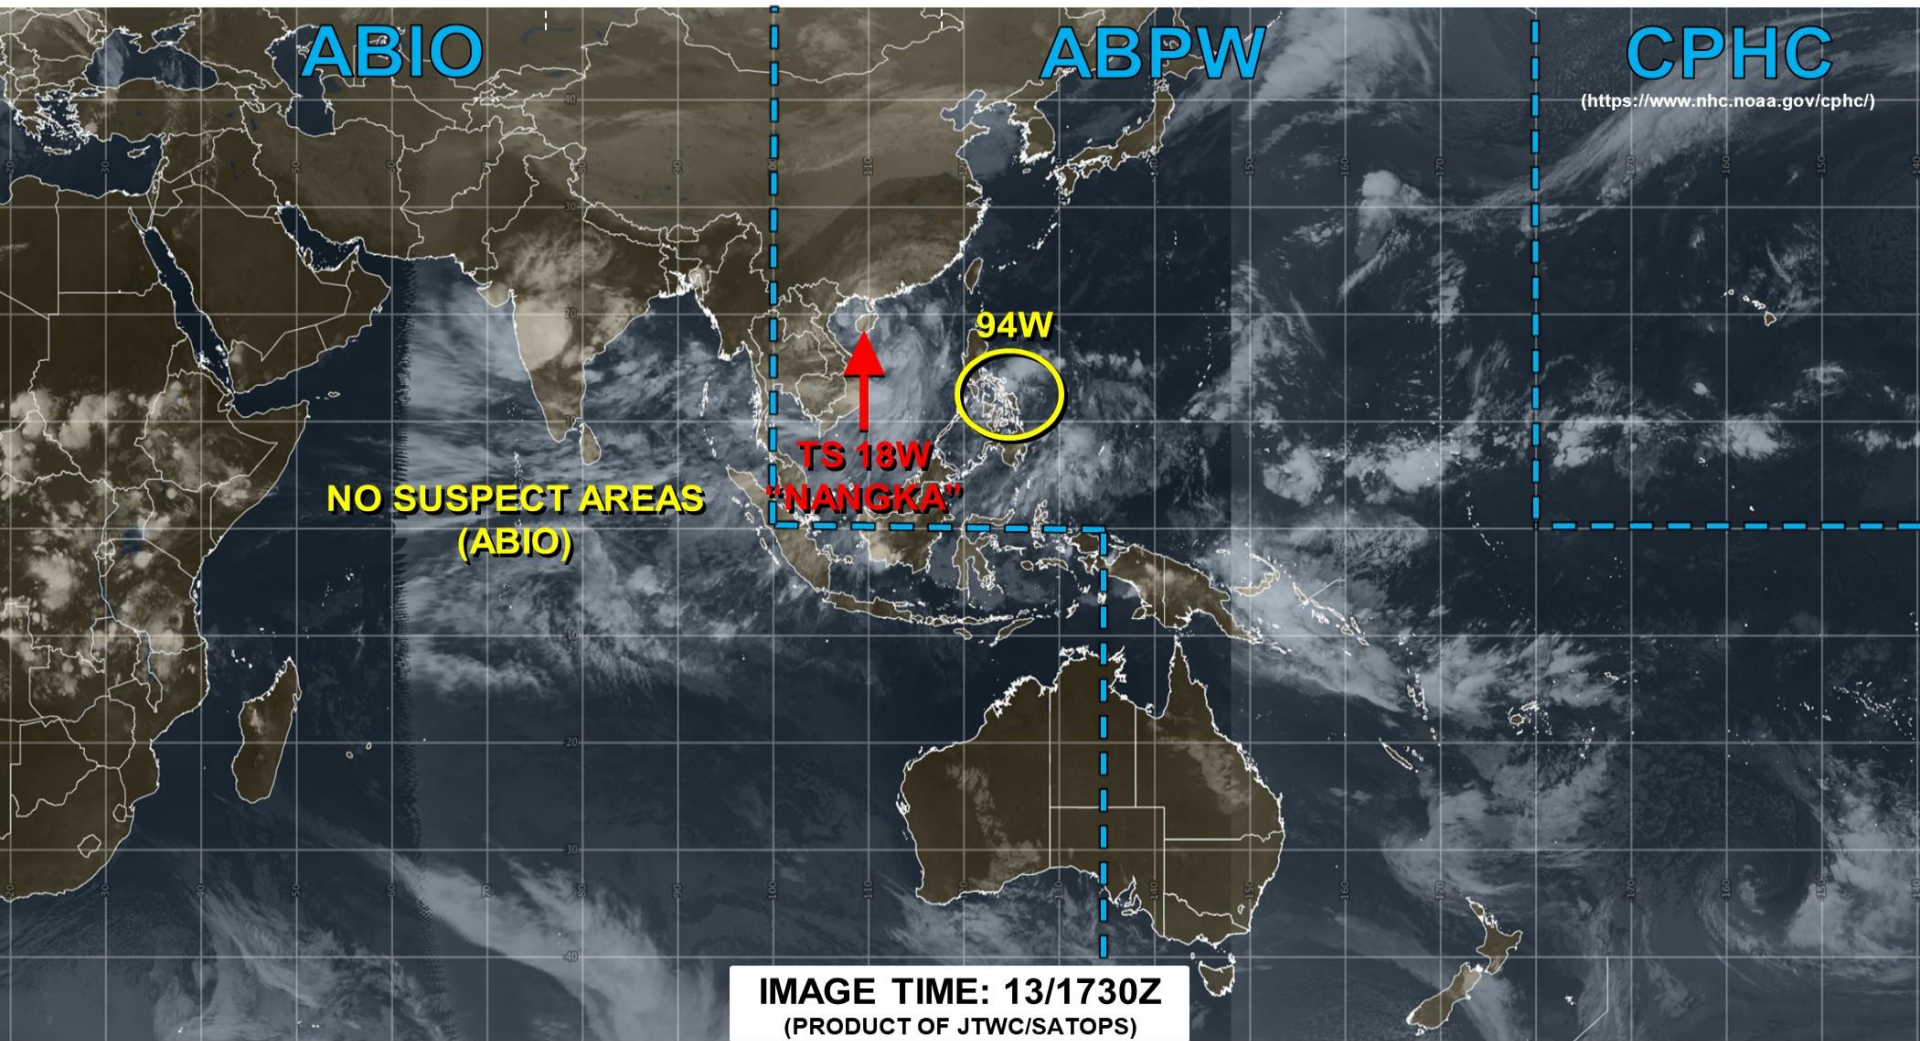 ABIO
ABPW
CPHC
(https://www.nhc.noaa.gov/cphc/)
94W
TS 18W
"NANGKA"
NO SUSPECT AREAS
(ABIO)
IMAGE TIME: 13/1730Z
(PRODUCT OF JTWC/SATOPS)